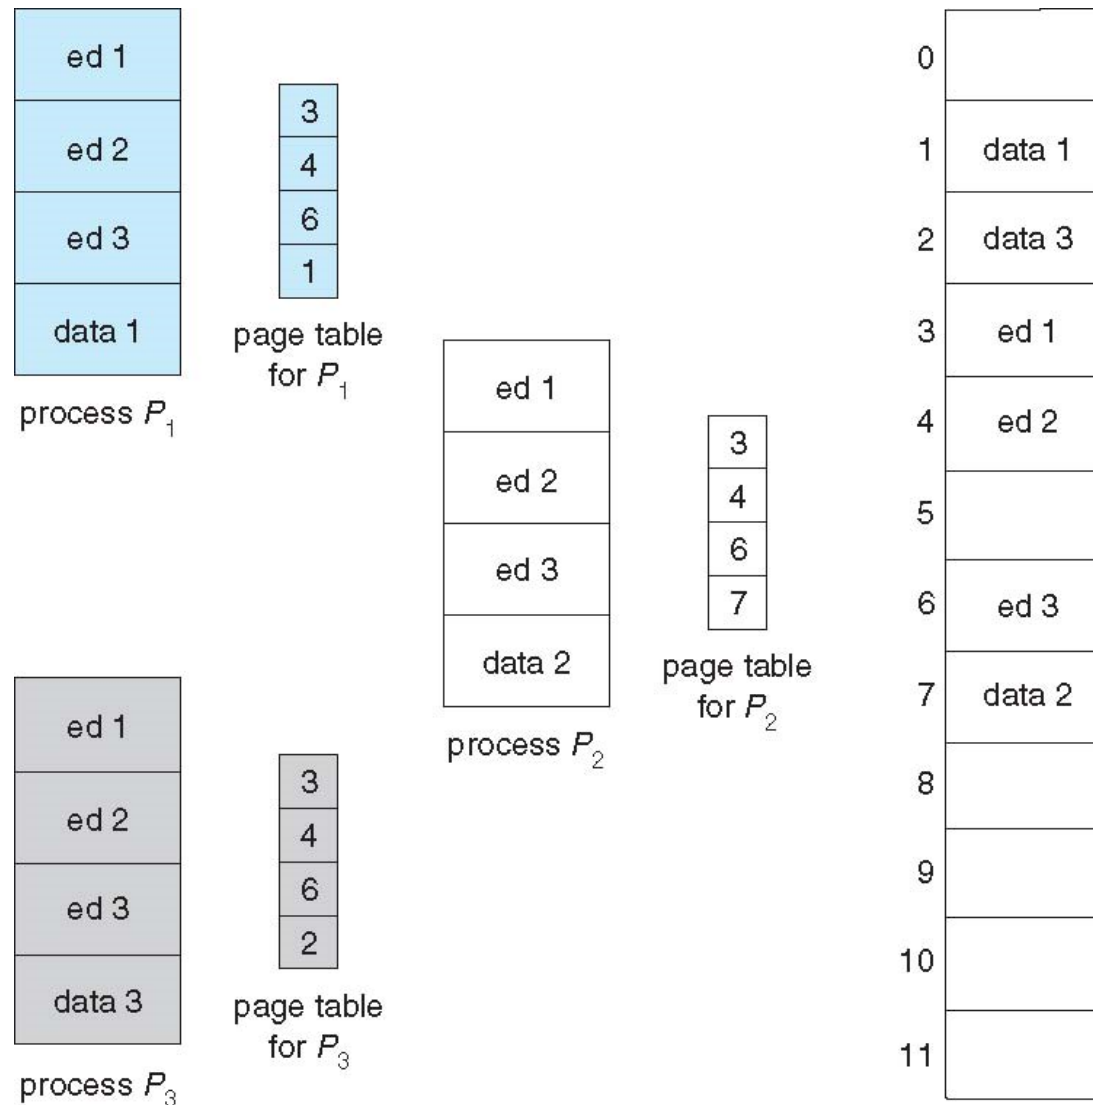 ed 1
ed 2
ed 3
data 1
process P1
3
4
6
1
page table
for P1
ed 1
ed 2
ed 3
data 2
process P2
3
4
6
7
page table
for P2
ed 1
ed 2
ed 3
data 3
process P3
3
4
6
2
page table
for P3
0
1 data 1
2 data 3
3 ed 1
4 ed 2
5
6 ed 3
7 data 2
8
9
10
11